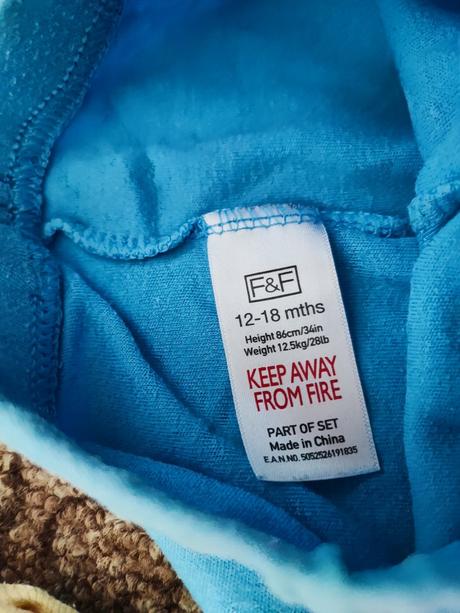 F&F
12-18 mths
Height 86cm/34in
Weight 12.5kg/28lb
KEEP AWAY
FROM FIRE
PART OF SET
Made in China
E.A.N.NO. 5052526191835